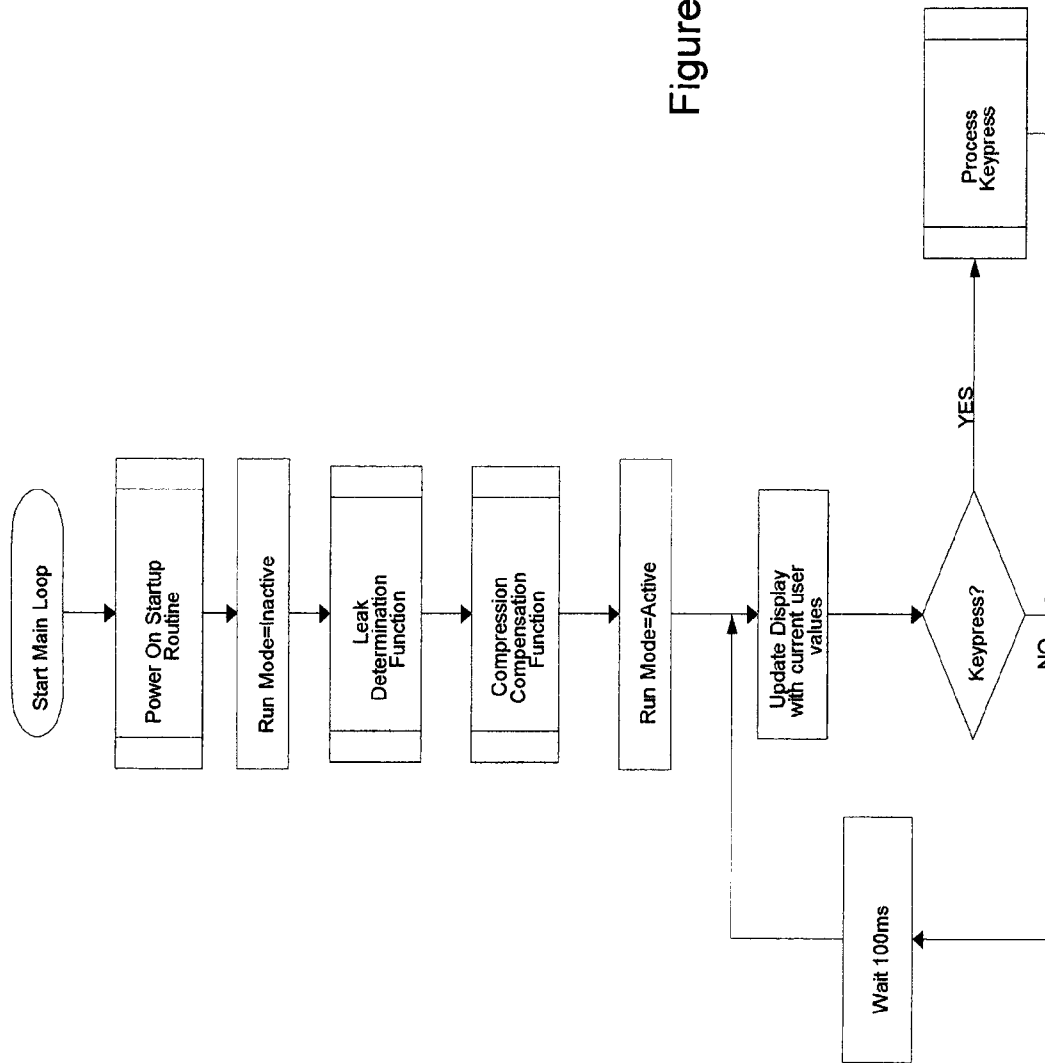 Start Main Loop
Power On Startup
Routine
Run Mode=Inactive
Leak
Determination
Function
Compression
Compensation
Function
Run Mode=Active
Update Display
with current user
values
Keypress?
YES
NO
Process
Keypress
Wait 100ms
Figure